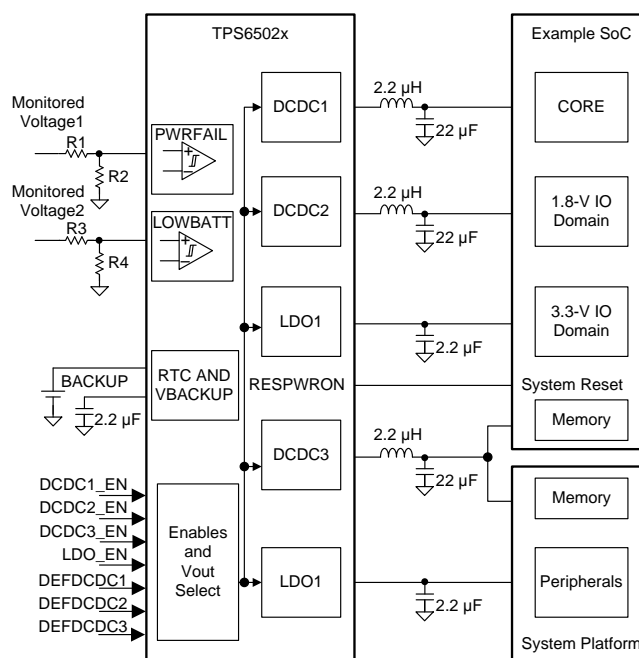 TPS6502x
Example SoC
Monitored
Voltage1
R1
R2
PWRFAIL
DCDC1
2.2 µH
22 µF
CORE
Monitored
Voltage2
R3
R4
LOWBATT
DCDC2
2.2 µH
22 µF
1.8-V IO
Domain
LDO1
2.2 µF
3.3-V IO
Domain
BACKUP
2.2 µF
RTC AND
VBACKUP
RESPWRON
System Reset
DCDC3
2.2 µH
22 µF
Memory
Memory
DCDC1_EN
DCDC2_EN
DCDC3_EN
LDO_EN
DEFDCDC1
DEFDCDC2
DEFDCDC3
Enables
and
Vout
Select
LDO1
2.2 µF
Peripherals
System Platform